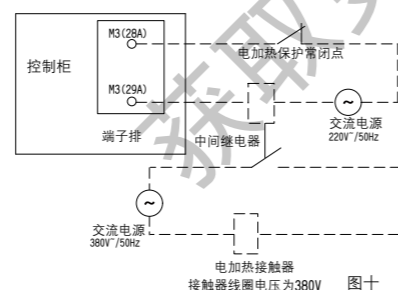 M3(28A)
电加热保护常闭点
控制柜
M3(29A)
端子排
中间继电器
交流电源
220V~/50Hz
交流电源
380V~/50Hz
电加热接触器
接触器线圈电压为380V
图十